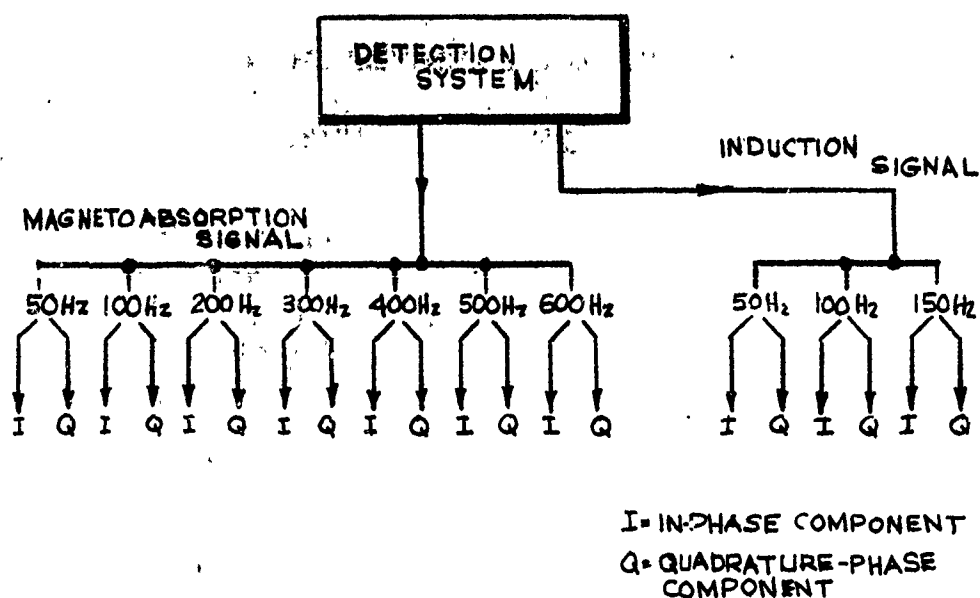 DETECTION
SYSTEM
INDUCTION
SIGNAL
MAGNETOABSORPTION
SIGNAL
50Hz 100Hz 200Hz 300Hz 400Hz 500Hz 600Hz
50Hz 100Hz 150Hz
I Q I Q I Q I Q I Q I Q I Q
I Q I Q I Q
I= IN-PHASE COMPONENT
Q= QUADRATURE-PHASE
COMPONENT